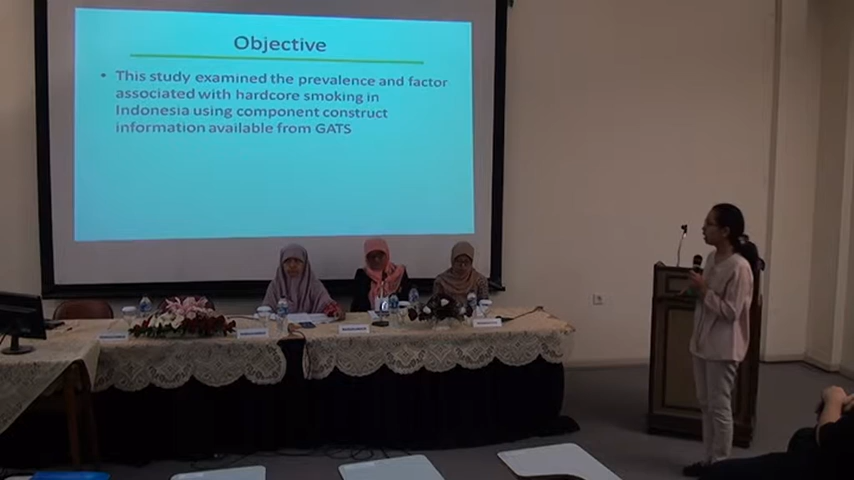 Objective
• This study examined the prevalence and factor
associated with hardcore smoking in
Indonesia using component construct
information available from GATS